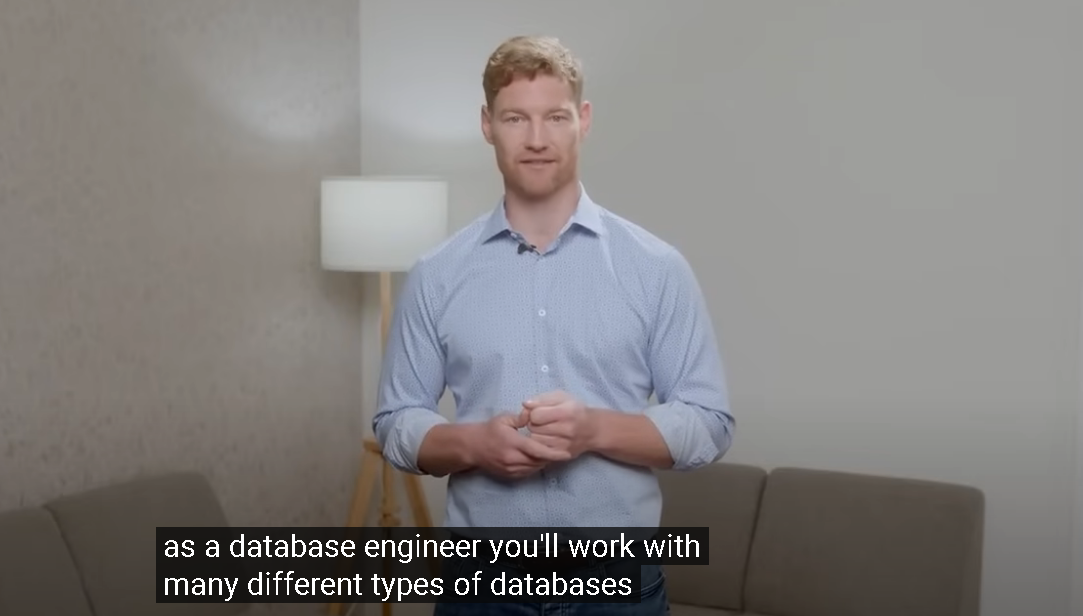 as a database engineer you'll work with
many different types of databases